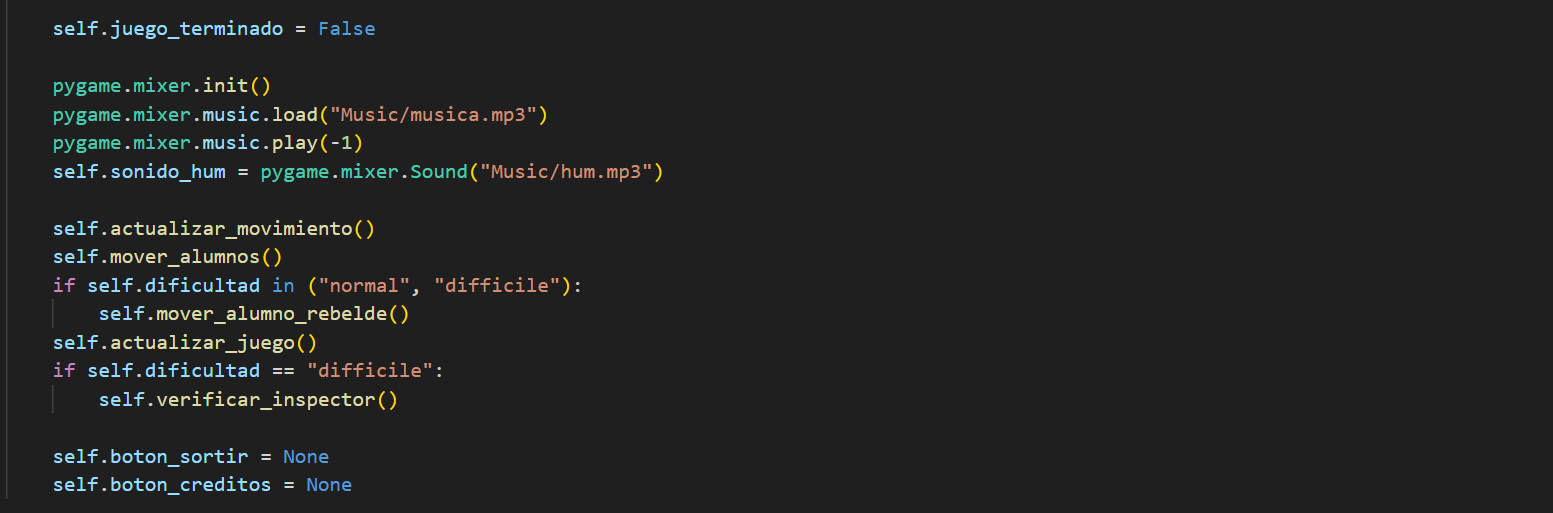 self.juego_terminado = False
pygame.mixer.init()
pygame.mixer.music.load("Music/musica.mp3")
pygame.mixer.music.play(-1)
self.sonido_hum = pygame.mixer.Sound("Music/hum.mp3")
self.actualizar_movimiento()
self.mover_alumnos()
if self.dificultad in ("normal", "difficile"):
self.mover_alumno_rebelde()
self.actualizar_juego()
if self.dificultad == "difficile":
self.verificar_inspector()
self.boton_sortir = None
self.boton_creditos = None